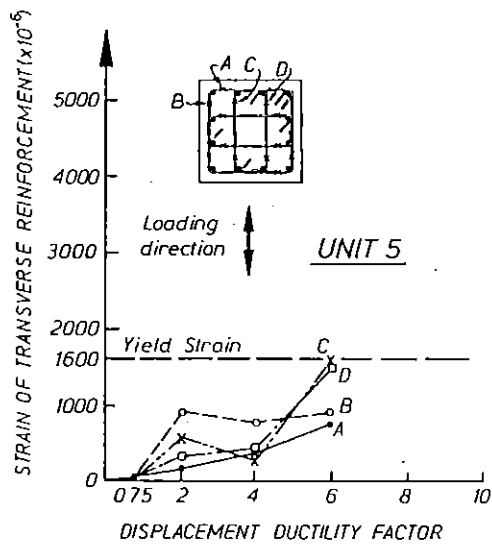 STRAIN OF TRANSVERSE REINFORCEMENT (x10⁻⁶)
5000
4000
3000
2000
1600
1000
0
A
C
D
B
Loading
direction
UNIT 5
Yield Strain
C
D
B
A
0.75
2
4
6
8
10
DISPLACEMENT DUCTILITY FACTOR